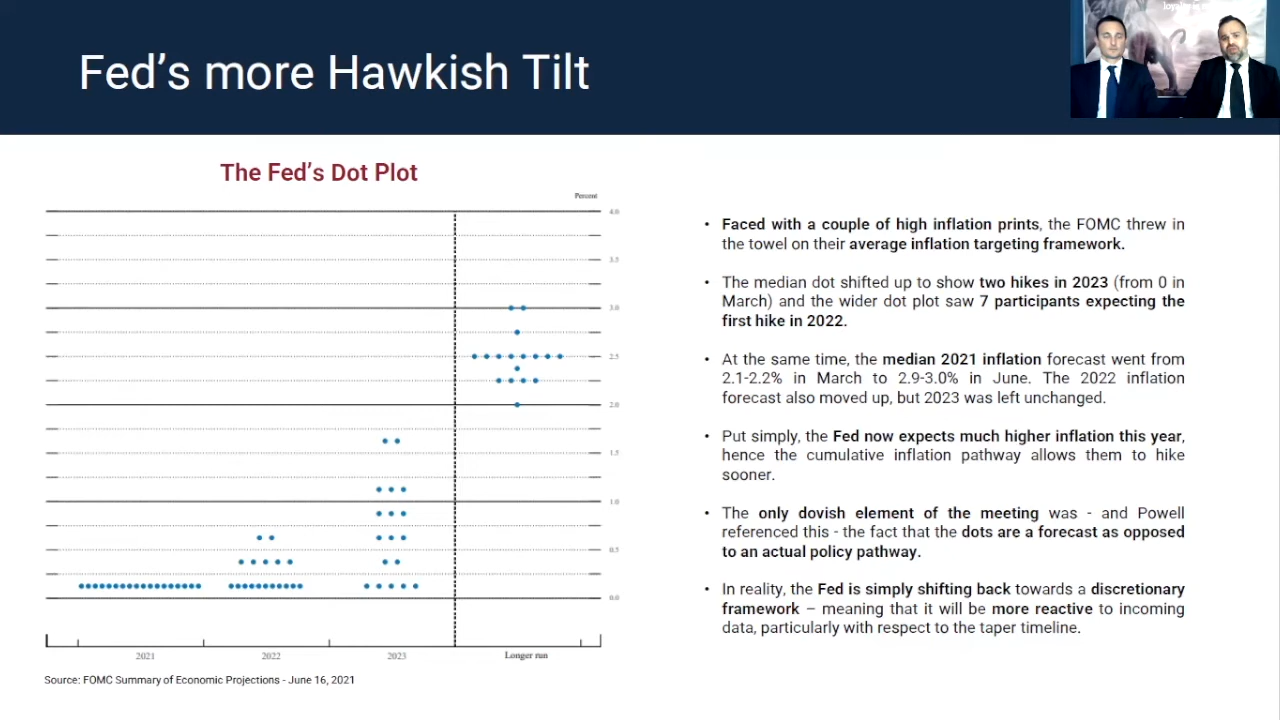 loyalty is
Fed's more Hawkish Tilt
The Fed's Dot Plot
Percent
4.0
3.5
3.0
2.5
2.0
1.5
1.0
0.5
0.0
2021 2022 2023 Longer run
Source: FOMC Summary of Economic Projections - June 16, 2021
• Faced with a couple of high inflation prints, the FOMC threw in
the towel on their average inflation targeting framework.
• The median dot shifted up to show two hikes in 2023 (from 0 in
March) and the wider dot plot saw 7 participants expecting the
first hike in 2022.
• At the same time, the median 2021 inflation forecast went from
2.1-2.2% in March to 2.9-3.0% in June. The 2022 inflation
forecast also moved up, but 2023 was left unchanged.
• Put simply, the Fed now expects much higher inflation this year,
hence the cumulative inflation pathway allows them to hike
sooner.
• The only dovish element of the meeting was - and Powell
referenced this - the fact that the dots are a forecast as opposed
to an actual policy pathway.
• In reality, the Fed is simply shifting back towards a discretionary
framework – meaning that it will be more reactive to incoming
data, particularly with respect to the taper timeline.